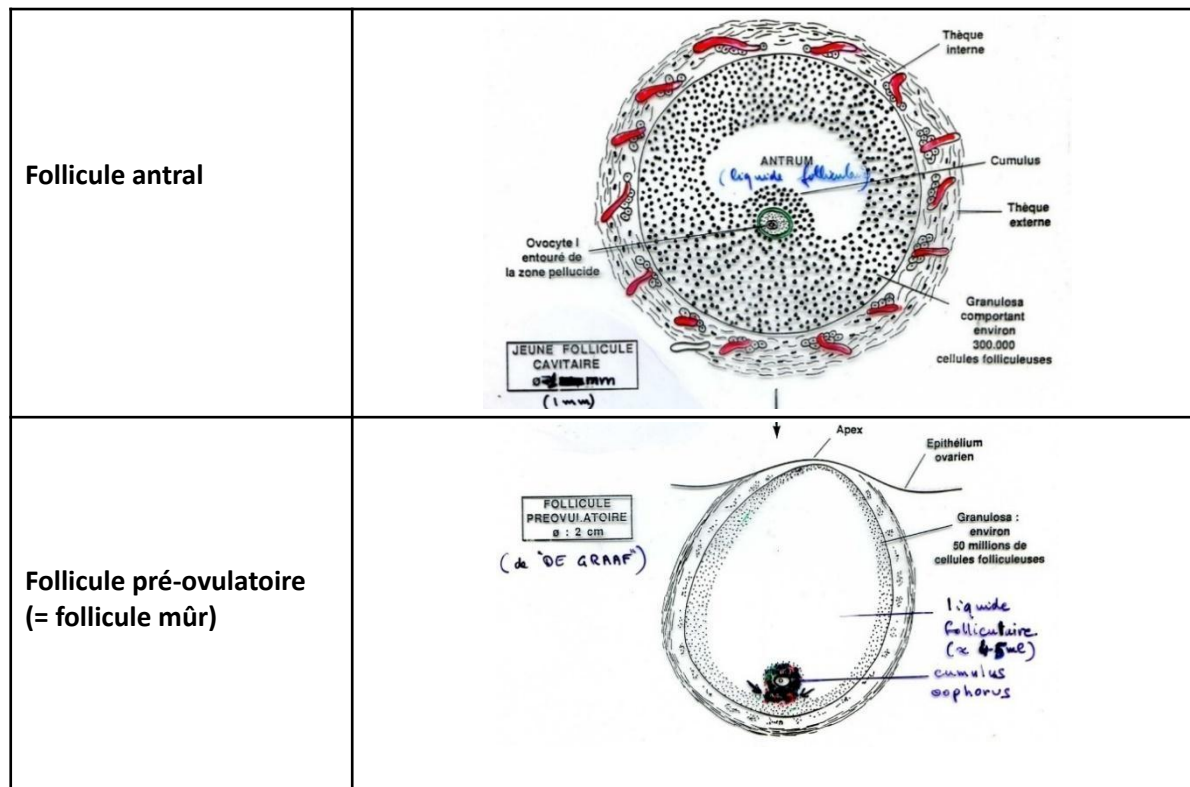 Follicule antral
Thèque
interne
ANTRUM
(liquide folliculaire)
Cumulus
Thèque
externe
Ovocyte I
entouré de
la zone pellucide
Granulosa
comportant
environ
300.000
cellules folliculeuses
JEUNE FOLLICULE
CAVITAIRE
ø mm
(1 mm)
Follicule pré-ovulatoire
(= follicule mûr)
Apex
Epithélium
ovarien
FOLLICULE
PREOVULATOIRE
ø : 2 cm
(de "DE GRAAF")
Granulosa :
environ
50 millions de
cellules folliculeuses
liquide
folliculaire.
(≈ ml)
cumulus
oophorus